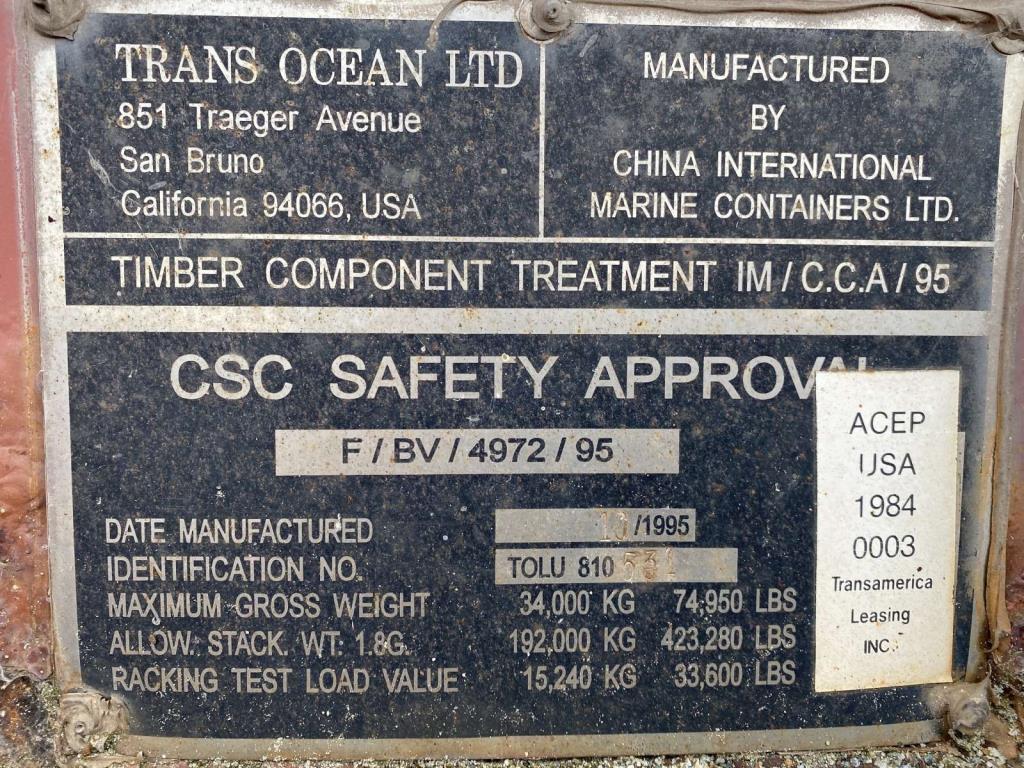 TRANS OCEAN LTD
851 Traeger Avenue
San Bruno
California 94066, USA
MANUFACTURED
BY
CHINA INTERNATIONAL
MARINE CONTAINERS LTD.
TIMBER COMPONENT TREATMENT IM / C.C.A / 95
CSC SAFETY APPROVAL
F / BV / 4972 / 95
DATE MANUFACTURED 10/1995
IDENTIFICATION NO. TOLU 810
MAXIMUM GROSS WEIGHT 34,000 KG 74,950 LBS
ALLOW. STACK. WT: 1.8G. 192,000 KG 423,280 LBS
RACKING TEST LOAD VALUE 15,240 KG 33,600 LBS
ACEP
USA
1984
0003
Transamerica
Leasing
INC.